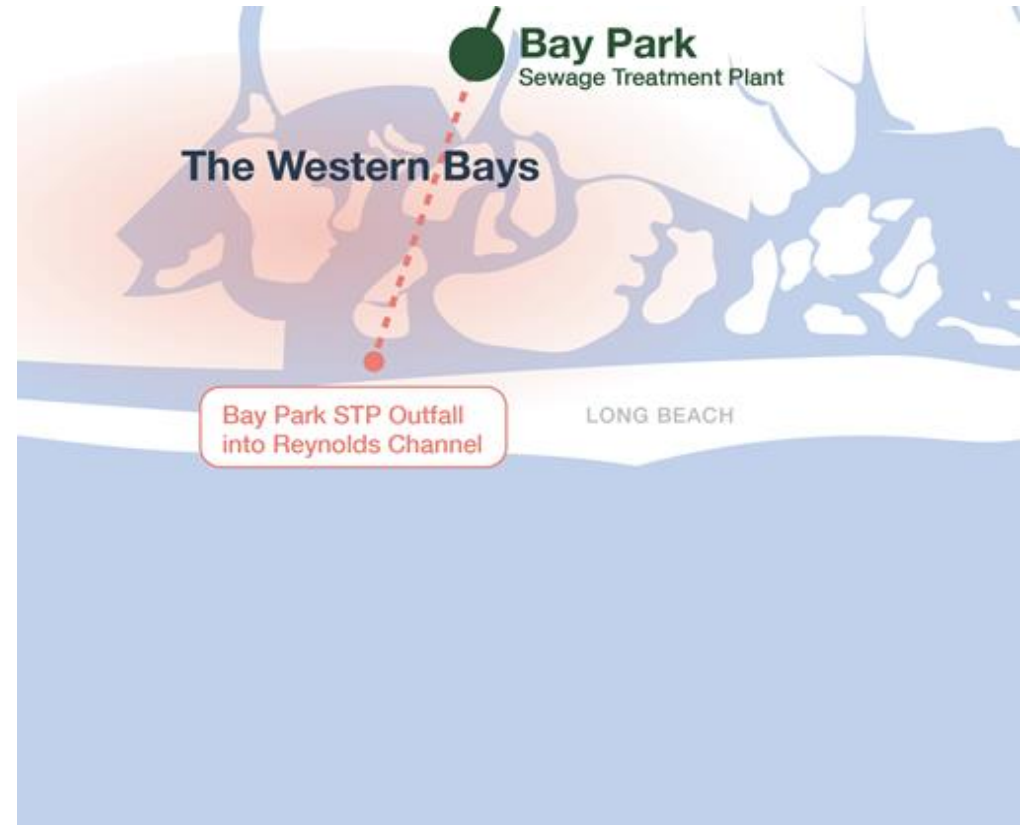 Bay Park
Sewage Treatment Plant
The Western Bays
Bay Park STP Outfall
into Reynolds Channel
LONG BEACH